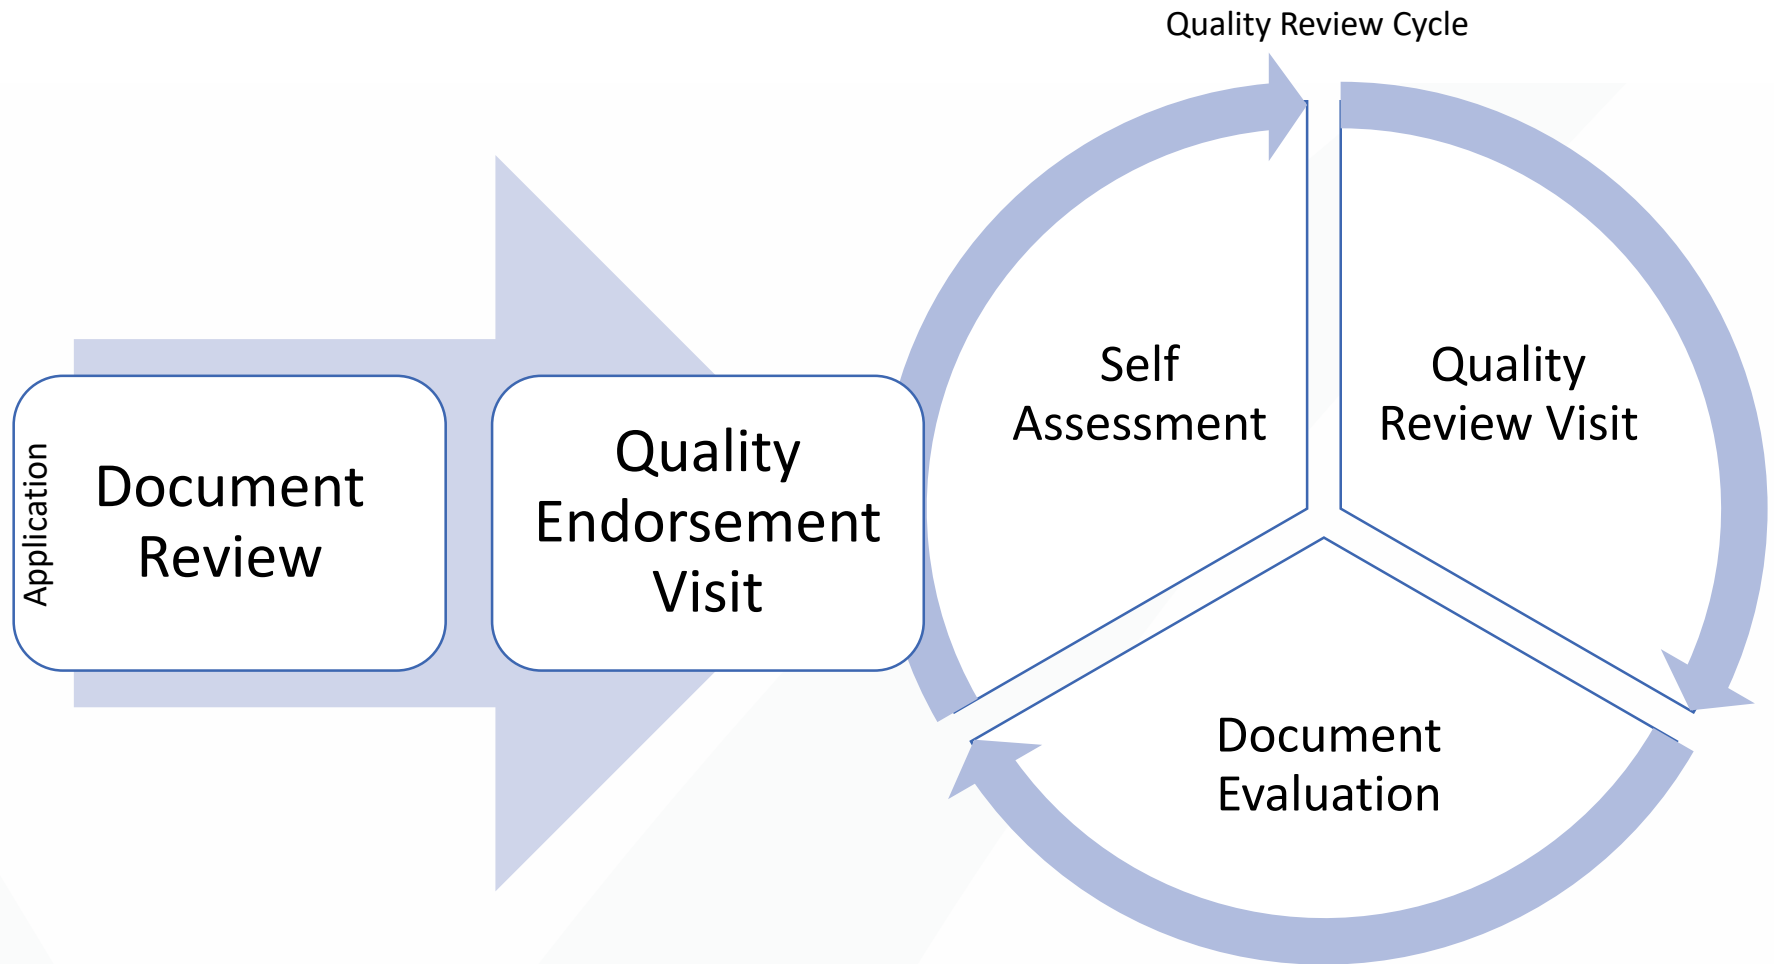 Quality Review Cycle
Application
Document
Review
Quality
Endorsement
Visit
Self
Assessment
Quality
Review Visit
Document
Evaluation